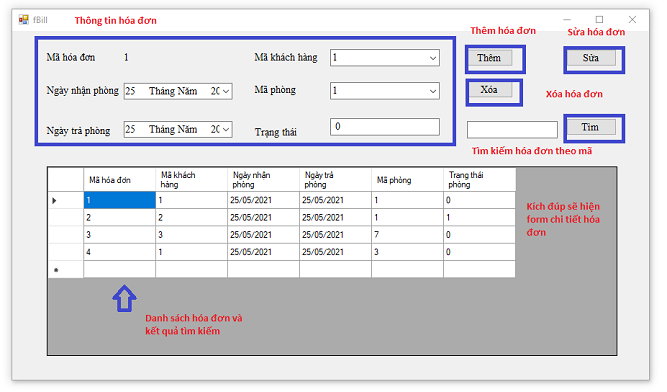 fBill
Thông tin hóa đơn
Thêm hóa đơn
Sửa hóa đơn
Mã hóa đơn 1
Mã khách hàng 1
Thêm
Sửa
Ngày nhận phòng 25 Tháng Năm 20
Mã phòng 1
Xóa
Xóa hóa đơn
Ngày trả phòng 25 Tháng Năm 20
Trạng thái 0
Tìm
Tìm kiếm hóa đơn theo mã
Mã hóa đơn Mã khách hàng Ngày nhận phòng Ngày trả phòng Mã phòng Trạng thái phòng
1 1 25/05/2021 25/05/2021 1 0
2 2 25/05/2021 25/05/2021 1 1
3 3 25/05/2021 25/05/2021 7 0
4 1 25/05/2021 25/05/2021 3 0
Kích đúp sẽ hiện
form chi tiết hóa
đơn
Danh sách hóa đơn và
kết quả tìm kiếm